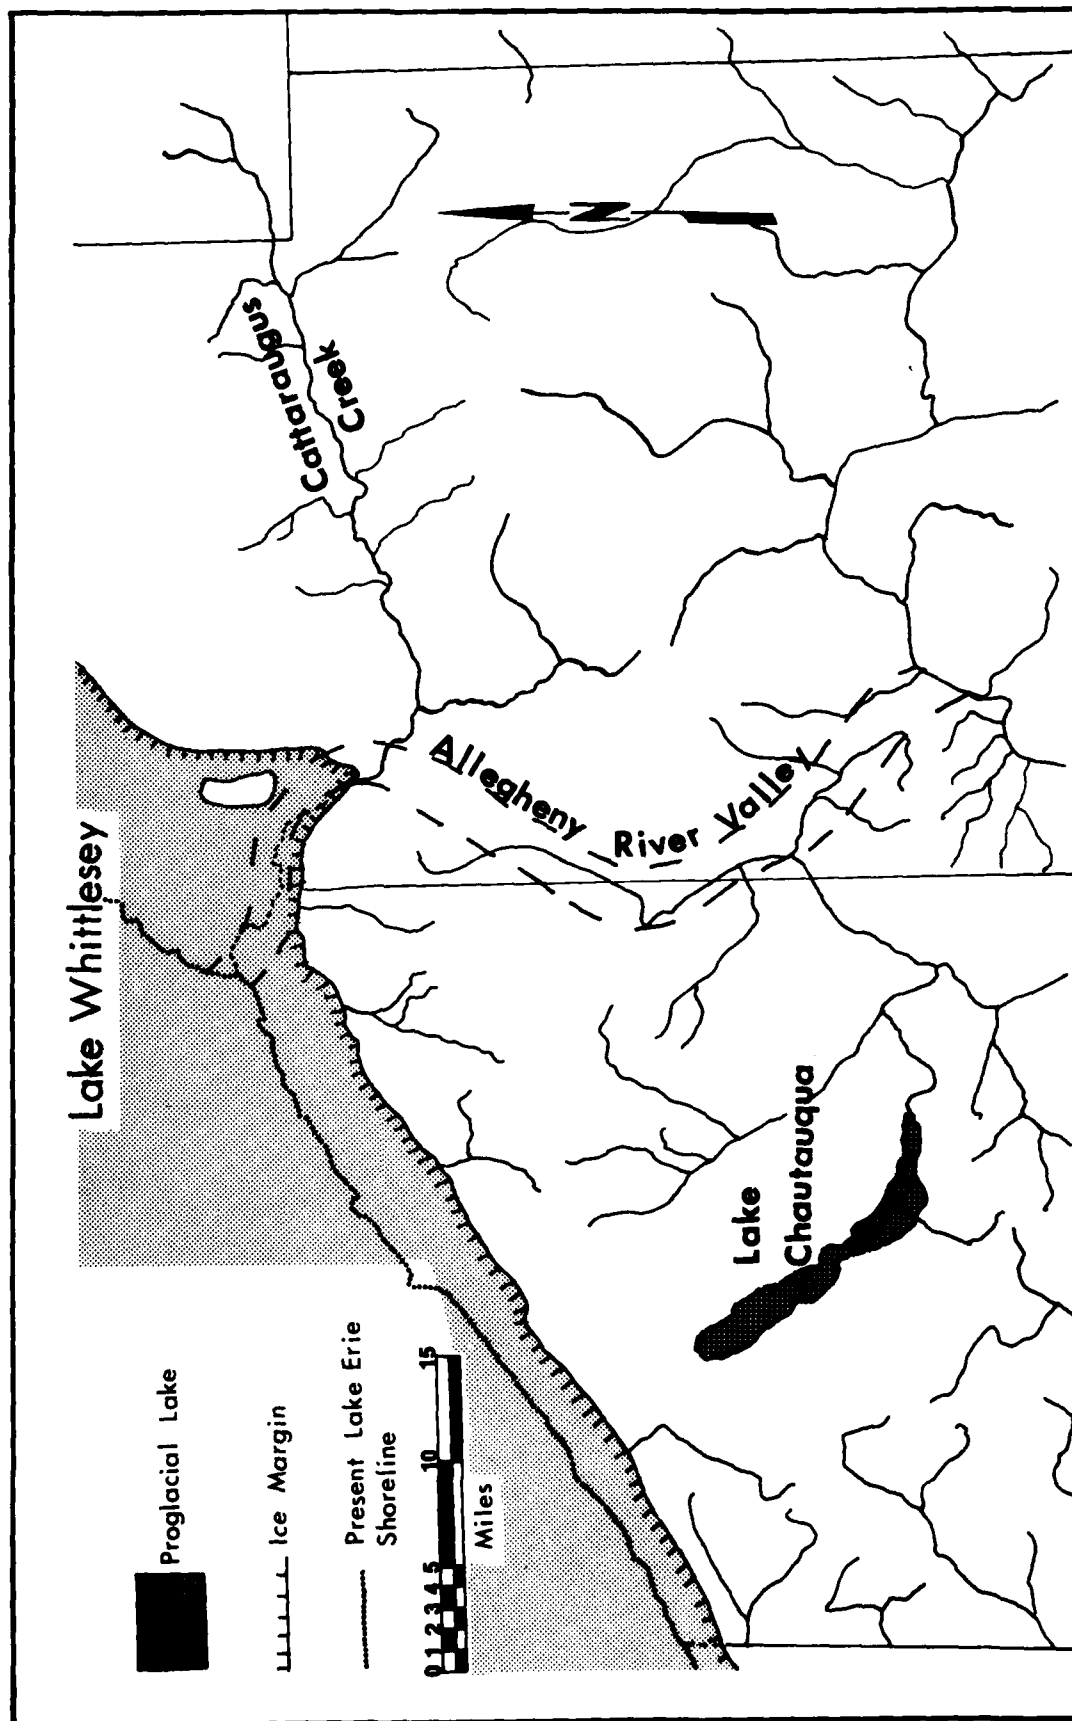 Lake Whittlesey
Cattaraugus
Creek
N
Allegheny River Valley
Lake
Chautauqua
Proglacial Lake
Ice Margin
Present Lake Erie
Shoreline
0 1 2 3 4 5 10 15
Miles